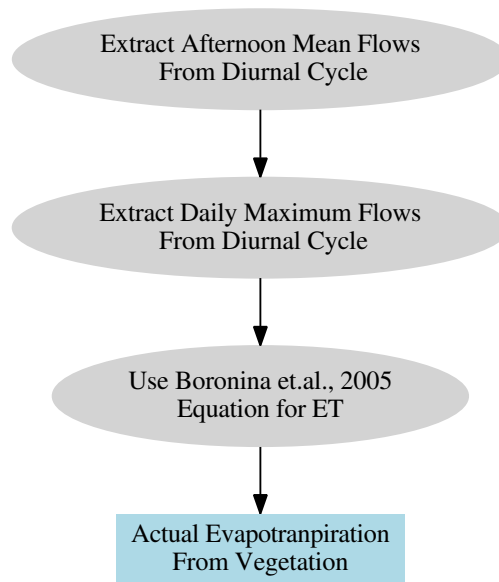 Extract Afternoon Mean Flows
From Diurnal Cycle
Extract Daily Maximum Flows
From Diurnal Cycle
Use Boronina et.al., 2005
Equation for ET
Actual Evapotranpiration
From Vegetation